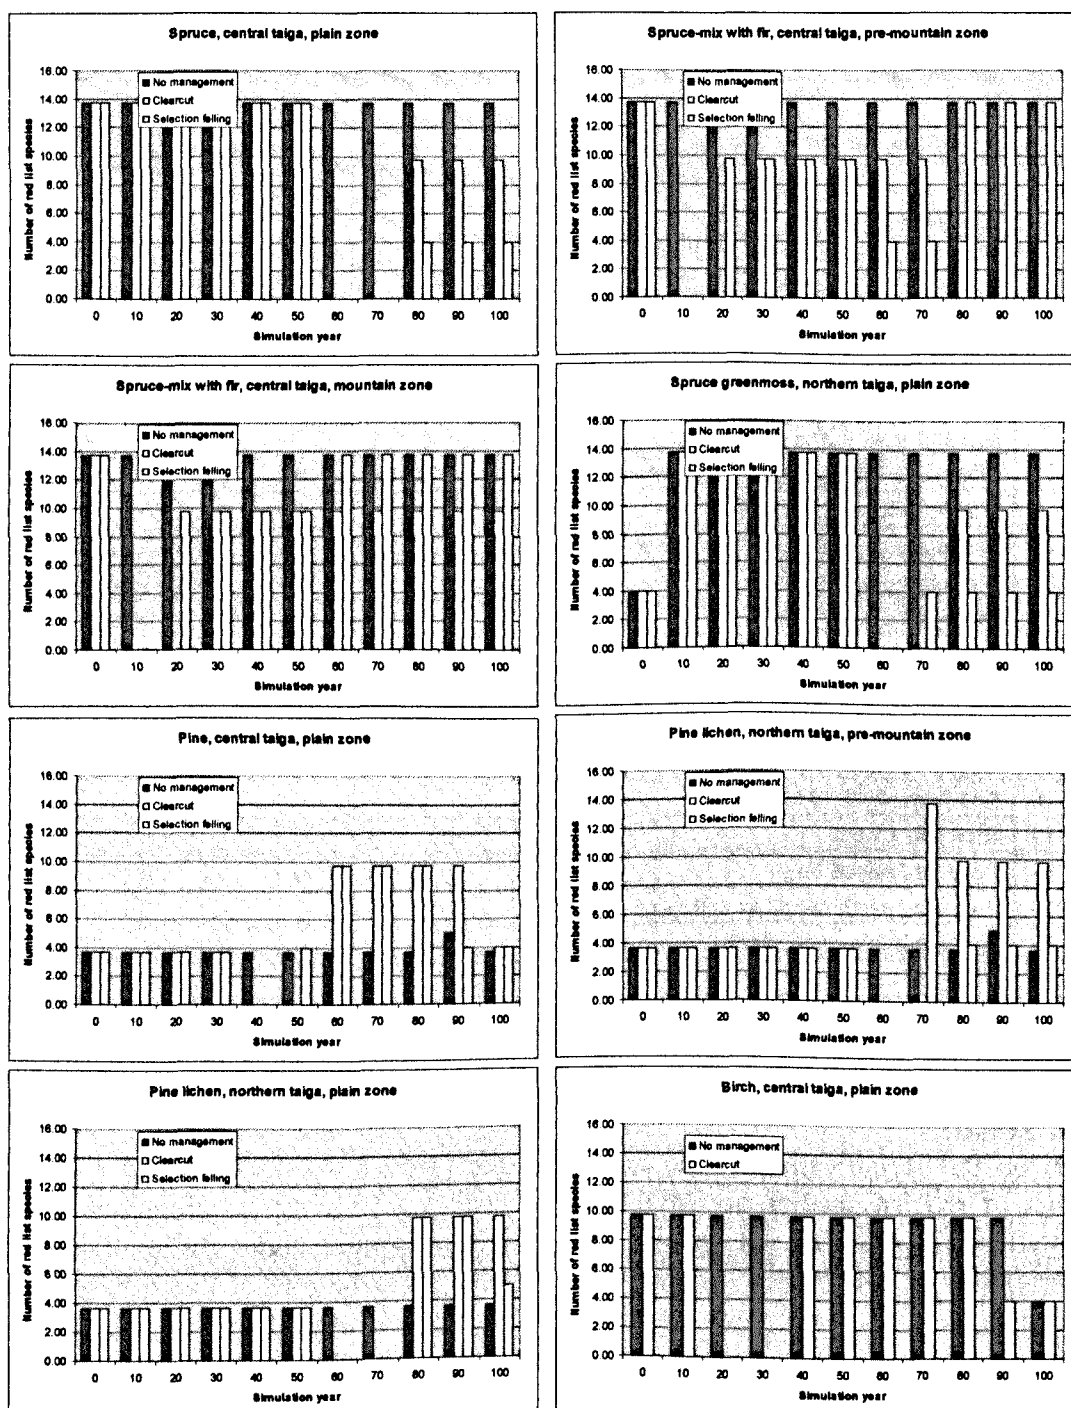 Spruce, central taiga, plain zone
Number of red list species
16.00
14.00
12.00
10.00
8.00
6.00
4.00
2.00
0.00
No management
Clearcut
Selection felling
0 10 20 30 40 50 60 70 80 90 100
Simulation year
Spruce-mix with fir, central taiga, pre-mountain zone
Number of red list species
16.00
14.00
12.00
10.00
8.00
6.00
4.00
2.00
0.00
No management
Clearcut
Selection felling
0 10 20 30 40 50 60 70 80 90 100
Simulation year
Spruce-mix with fir, central taiga, mountain zone
Number of red list species
16.00
14.00
12.00
10.00
8.00
6.00
4.00
2.00
0.00
No management
Clearcut
Selection felling
0 10 20 30 40 50 60 70 80 90 100
Simulation year
Spruce greenmoss, northern taiga, plain zone
Number of red list species
16.00
14.00
12.00
10.00
8.00
6.00
4.00
2.00
0.00
No management
Clearcut
Selection felling
0 10 20 30 40 50 60 70 80 90 100
Simulation year
Pine, central taiga, plain zone
Number of red list species
16.00
14.00
12.00
10.00
8.00
6.00
4.00
2.00
0.00
No management
Clearcut
Selection felling
0 10 20 30 40 50 60 70 80 90 100
Simulation year
Pine lichen, northern taiga, pre-mountain zone
Number of red list species
16.00
14.00
12.00
10.00
8.00
6.00
4.00
2.00
0.00
No management
Clearcut
Selection felling
0 10 20 30 40 50 60 70 80 90 100
Simulation year
Pine lichen, northern taiga, plain zone
Number of red list species
16.00
14.00
12.00
10.00
8.00
6.00
4.00
2.00
0.00
No management
Clearcut
Selection felling
0 10 20 30 40 50 60 70 80 90 100
Simulation year
Birch, central taiga, plain zone
Number of red list species
16.00
14.00
12.00
10.00
8.00
6.00
4.00
2.00
0.00
No management
Clearcut
0 10 20 30 40 50 60 70 80 90 100
Simulation year